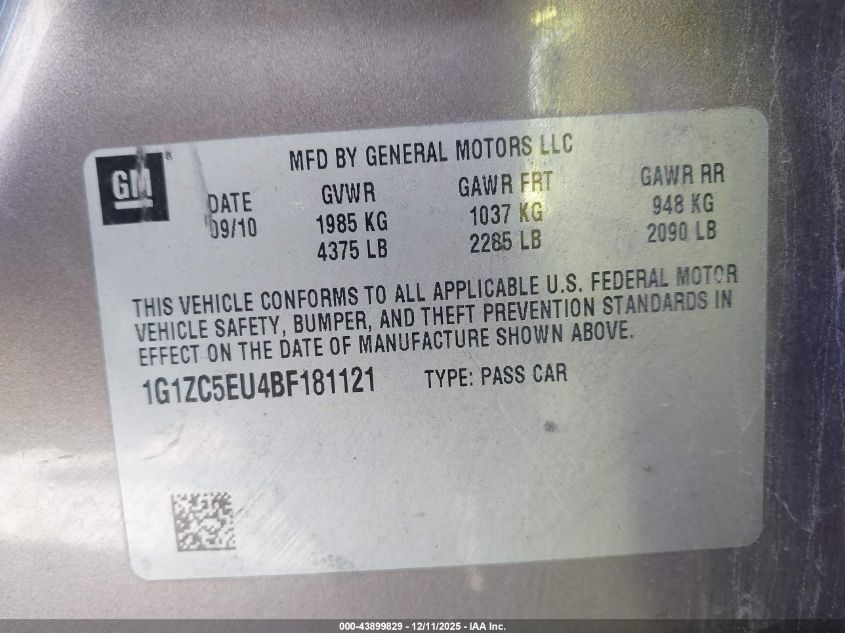 GM®
MFD BY GENERAL MOTORS LLC
DATE GVWR GAWR FRT GAWR RR
09/10 1985 KG 1037 KG 948 KG
4375 LB 2285 LB 2090 LB
THIS VEHICLE CONFORMS TO ALL APPLICABLE U.S. FEDERAL MOTOR
VEHICLE SAFETY, BUMPER, AND THEFT PREVENTION STANDARDS IN
EFFECT ON THE DATE OF MANUFACTURE SHOWN ABOVE.
1G1ZC5EU4BF181121 TYPE: PASS CAR
000-43899829 - 12/11/2025 - IAA Inc.